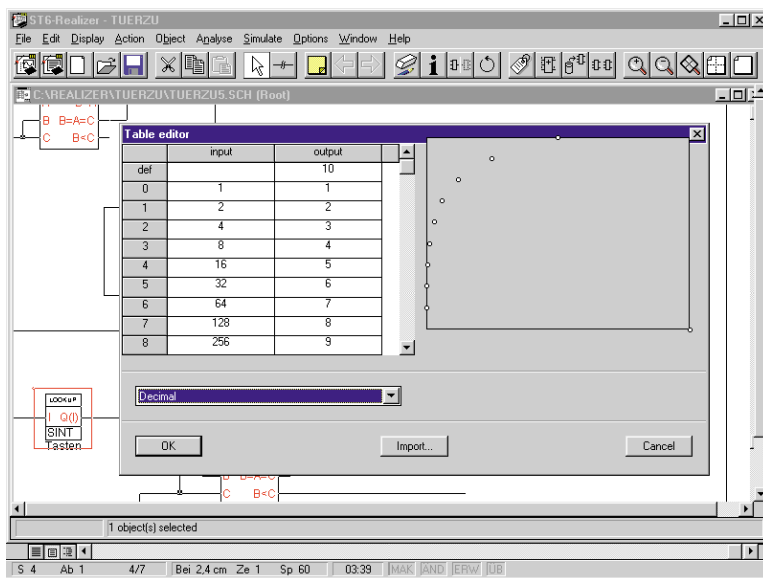 ST6-Realizer - TUERZU
File Edit Display Action Object Analyse Simulate Options Window Help
C:\REALIZER\TUERZU\TUERZU5.SCH (Root)
B B=A=C
C B<C
Table editor
input output
def 10
0 1 1
1 2 2
2 4 3
3 8 4
4 16 5
5 32 6
6 64 7
7 128 8
8 256 9
Decimal
LOOKUP
I Q(I)
SINT
Tasten
OK Import... Cancel
C B<C
1 object(s) selected
S 4 Ab 1 4/7 Bei 2,4 cm Ze 1 Sp 60 03:39 MAK ÄND ERW ÜB